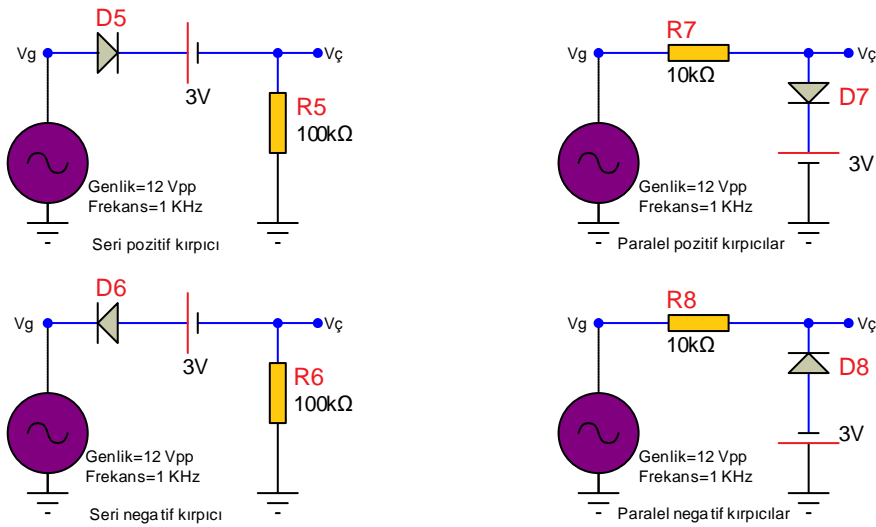 D5
Vg
Vç
3V
R5
100kΩ
Genlik=12 Vpp
Frekans=1 KHz
Seri pozitif kırpıcı
R7
Vg
Vç
10kΩ
D7
3V
Genlik=12 Vpp
Frekans=1 KHz
Paralel pozitif kırpıcılar
D6
Vg
Vç
3V
R6
100kΩ
Genlik=12 Vpp
Frekans=1 KHz
Seri negatif kırpıcı
R8
Vg
Vç
10kΩ
D8
3V
Genlik=12 Vpp
Frekans=1 KHz
Paralel negatif kırpıcılar